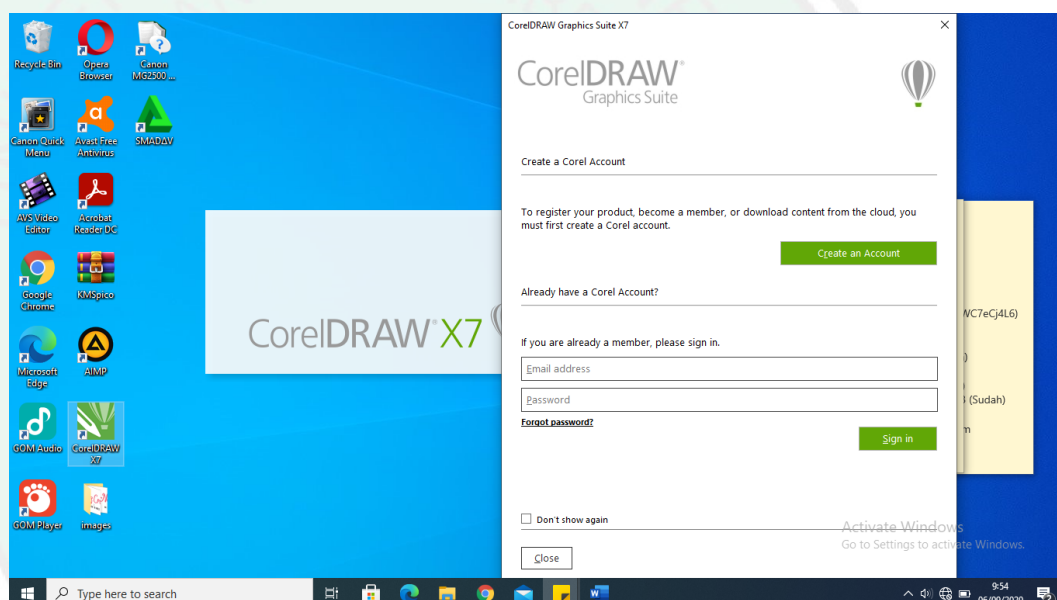 Recycle Bin
Opera
Browser
Canon
MG2500 ...
Canon Quick
Menu
Avast Free
Antivirus
SMADAV
AVS Video
Editor
Acrobat
Reader DC
Google
Chrome
KMSpico
Microsoft
Edge
AIMP
GOM Audio
CorelDRAW
X7
GOM Player
images
CorelDRAW X7
CorelDRAW Graphics Suite X7
CorelDRAW®
Graphics Suite
Create a Corel Account
To register your product, become a member, or download content from the cloud, you
must first create a Corel account.
Create an Account
Already have a Corel Account?
If you are already a member, please sign in.
Email address
Password
Forgot password?
Sign in
Don't show again
Close
WC7eCj4L6)
(Sudah)
Activate Windows
Go to Settings to activate Windows.
Type here to search
9:54
06/09/2020